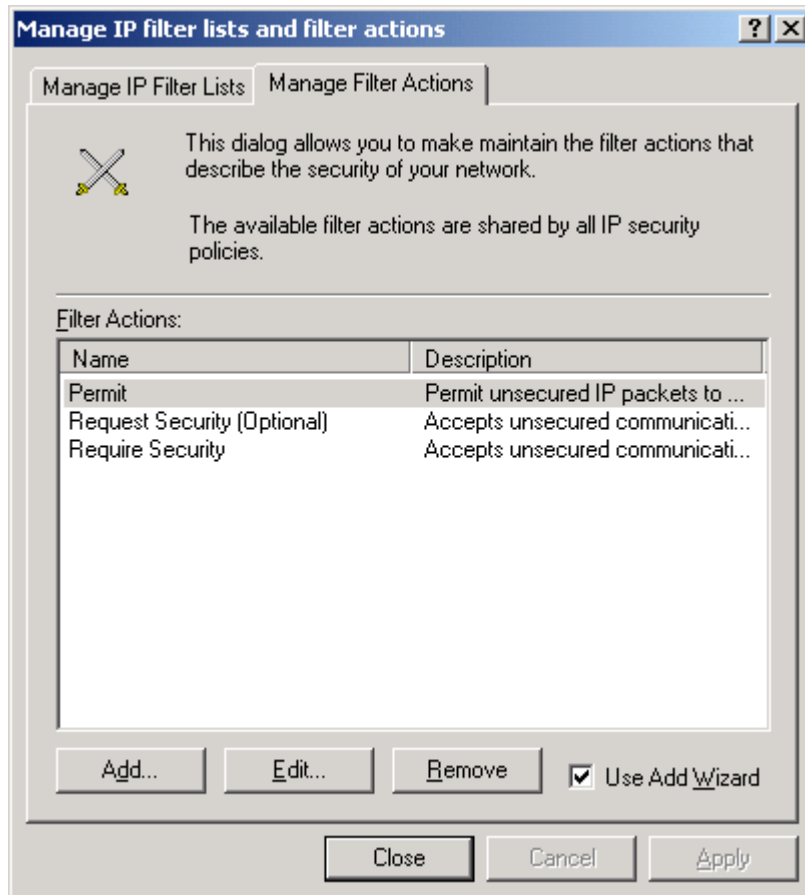 Manage IP filter lists and filter actions
Manage IP Filter Lists
Manage Filter Actions
This dialog allows you to make maintain the filter actions that
describe the security of your network.
The available filter actions are shared by all IP security
policies.
Filter Actions:
Name Description
Permit Permit unsecured IP packets to ...
Request Security (Optional) Accepts unsecured communicati...
Require Security Accepts unsecured communicati...
Add... Edit... Remove Use Add Wizard
Close Cancel Apply